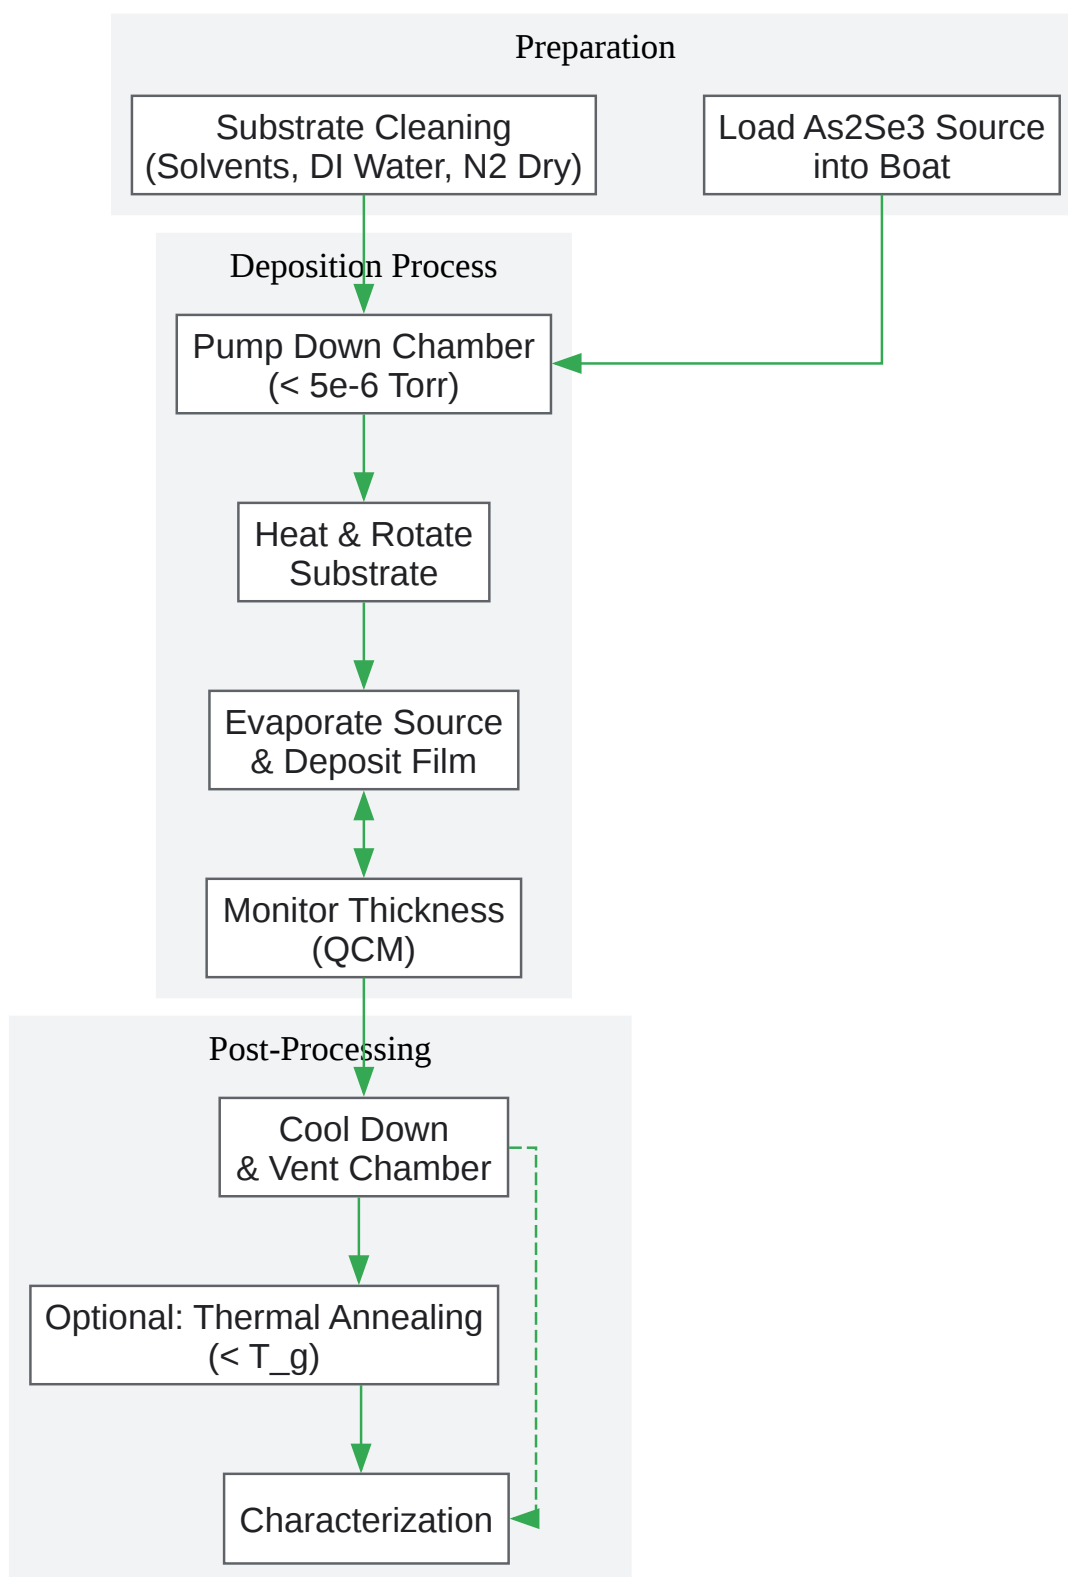 Preparation
Substrate Cleaning
(Solvents, DI Water, N2 Dry)
Load As2Se3 Source
into Boat
Deposition Process
Pump Down Chamber
(< 5e-6 Torr)
Heat & Rotate
Substrate
Evaporate Source
& Deposit Film
Monitor Thickness
(QCM)
Post-Processing
Cool Down
& Vent Chamber
Optional: Thermal Annealing
(< T_g)
Characterization